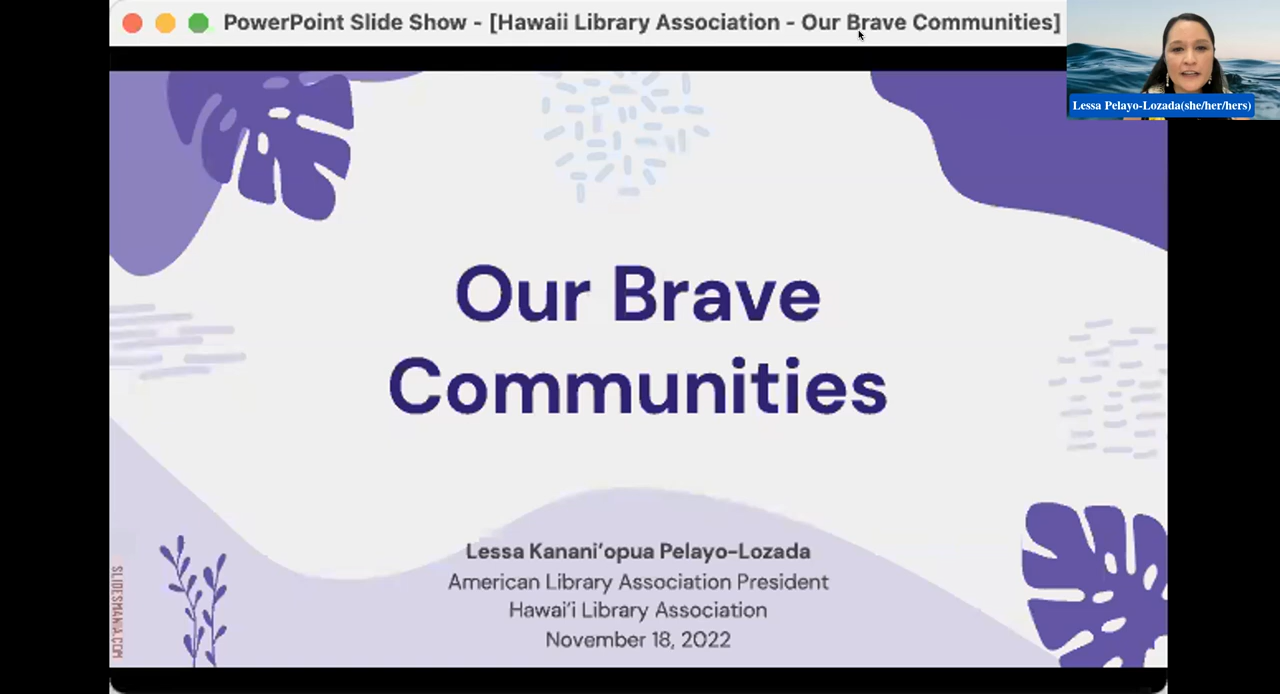 PowerPoint Slide Show - [Hawaii Library Association - Our Brave Communities]
Lessa Pelayo-Lozada(she/her/hers)
Our Brave
Communities
Lessa Kanani‘opua Pelayo-Lozada
American Library Association President
Hawai‘i Library Association
November 18, 2022
SLIDESMANIA.COM